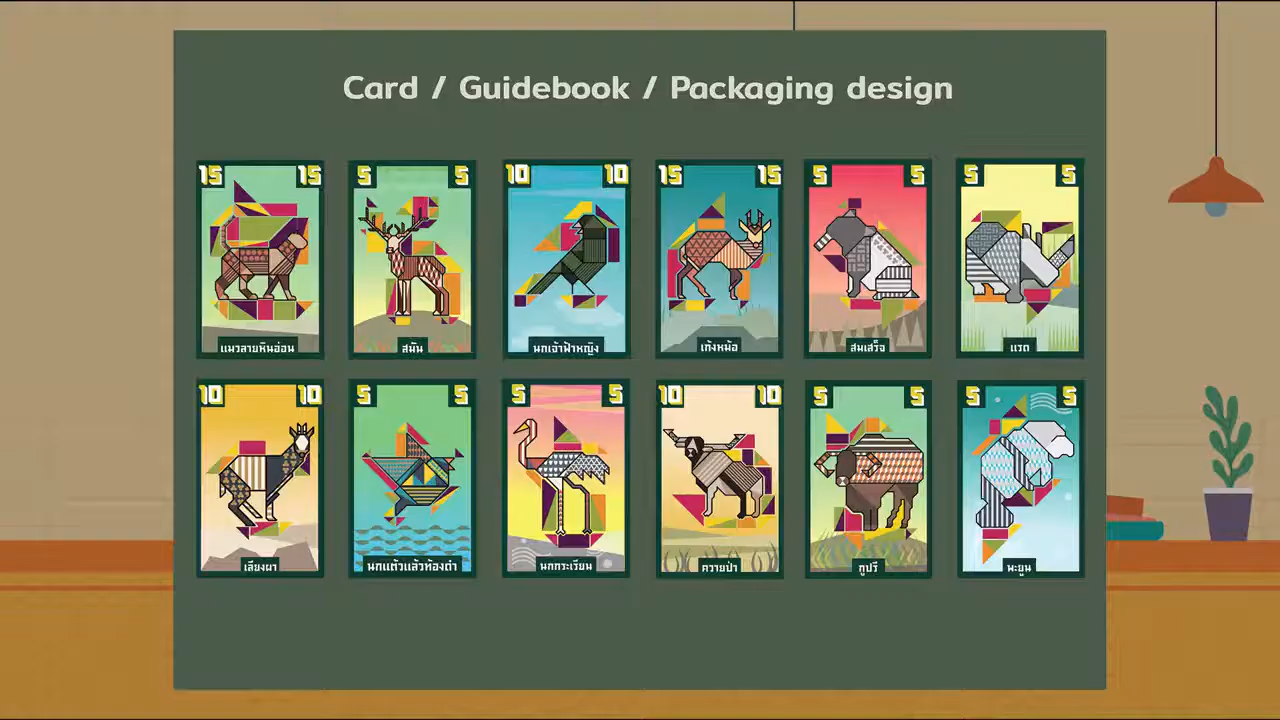 Card / Guidebook / Packaging design
15 15
5 5
10 10
15 15
5 5
5 5
แมวลายหินอ่อน
สมัน
นกเจ้าฟ้าหญิง
เก้งหม้อ
สมเสร็จ
แรด
10 10
5 5
5 5
10 10
5 5
5 5
เลียงผา
นกแต้วแล้วท้องดำ
นกกระเรียน
ควายป่า
กูปรี
พะยูน